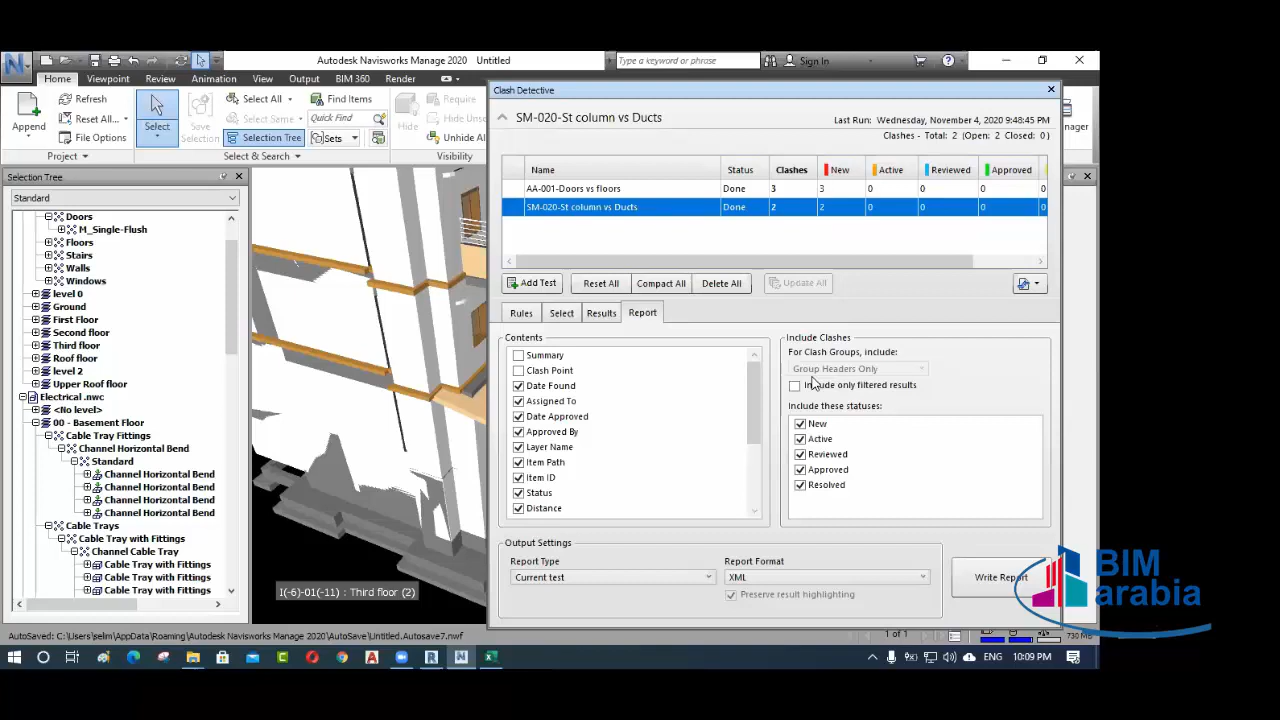 Autodesk Navisworks Manage 2020 Untitled
Type a keyword or phrase
Sign In
Home Viewpoint Review Animation View Output BIM 360 Render
Append
Refresh
Reset All...
File Options
Project
Select
Save Selection
Select All
Select Same
Selection Tree
Find Items
Quick Find
Sets
Select & Search
Hide
Require
Hide Unse
Unhide Al
Visibility
Selection Tree
Standard
Doors
M_Single-Flush
Floors
Stairs
Walls
Windows
level 0
Ground
First Floor
Second floor
Third floor
Roof floor
level 2
Upper Roof floor
Electrical .nwc
<No level>
00 - Basement Floor
Cable Tray Fittings
Channel Horizontal Bend
Standard
Channel Horizontal Bend
Channel Horizontal Bend
Channel Horizontal Bend
Channel Horizontal Bend
Cable Trays
Cable Tray with Fittings
Channel Cable Tray
Cable Tray with Fittings
Cable Tray with Fittings
Cable Tray with Fittings
I(-6)-01(-11) : Third floor (2)
Clash Detective
SM-020-St column vs Ducts
Last Run: Wednesday, November 4, 2020 9:48:45 PM
Clashes - Total: 2 (Open: 2 Closed: 0)
Name Status Clashes New Active Reviewed Approved
AA-001-Doors vs floors Done 3 3 0 0 0 0
SM-020-St column vs Ducts Done 2 2 0 0 0 0
Add Test Reset All Compact All Delete All Update All
nager
Rules Select Results Report
Contents
Summary
Clash Point
Date Found
Assigned To
Date Approved
Approved By
Layer Name
Item Path
Item ID
Status
Distance
Include Clashes
For Clash Groups, include:
Group Headers Only
Include only filtered results
Include these statuses:
New
Active
Reviewed
Approved
Resolved
Output Settings
Report Type
Current test
Report Format
XML
Preserve result highlighting
Write Report
BIM
arabia
AutoSaved: C:\Users\selim\AppData\Roaming\Autodesk Navisworks Manage 2020\AutoSave\Untitled.Autosave7.nwf
1 of 1
730 MB
ENG 10:09 PM